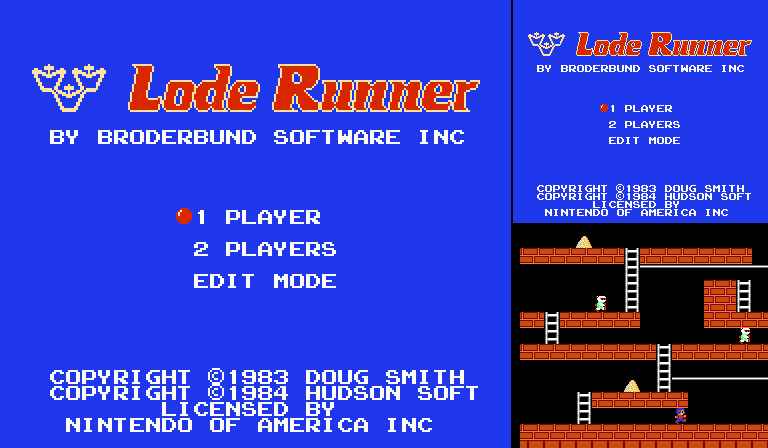 Lode Runner
BY BRODERBUND SOFTWARE INC
1 PLAYER
2 PLAYERS
EDIT MODE
COPYRIGHT ©1983 DOUG SMITH
COPYRIGHT ©1984 HUDSON SOFT
LICENSED BY
NINTENDO OF AMERICA INC
Lode Runner
BY BRODERBUND SOFTWARE INC
1 PLAYER
2 PLAYERS
EDIT MODE
COPYRIGHT ©1983 DOUG SMITH
COPYRIGHT ©1984 HUDSON SOFT
LICENSED BY
NINTENDO OF AMERICA INC